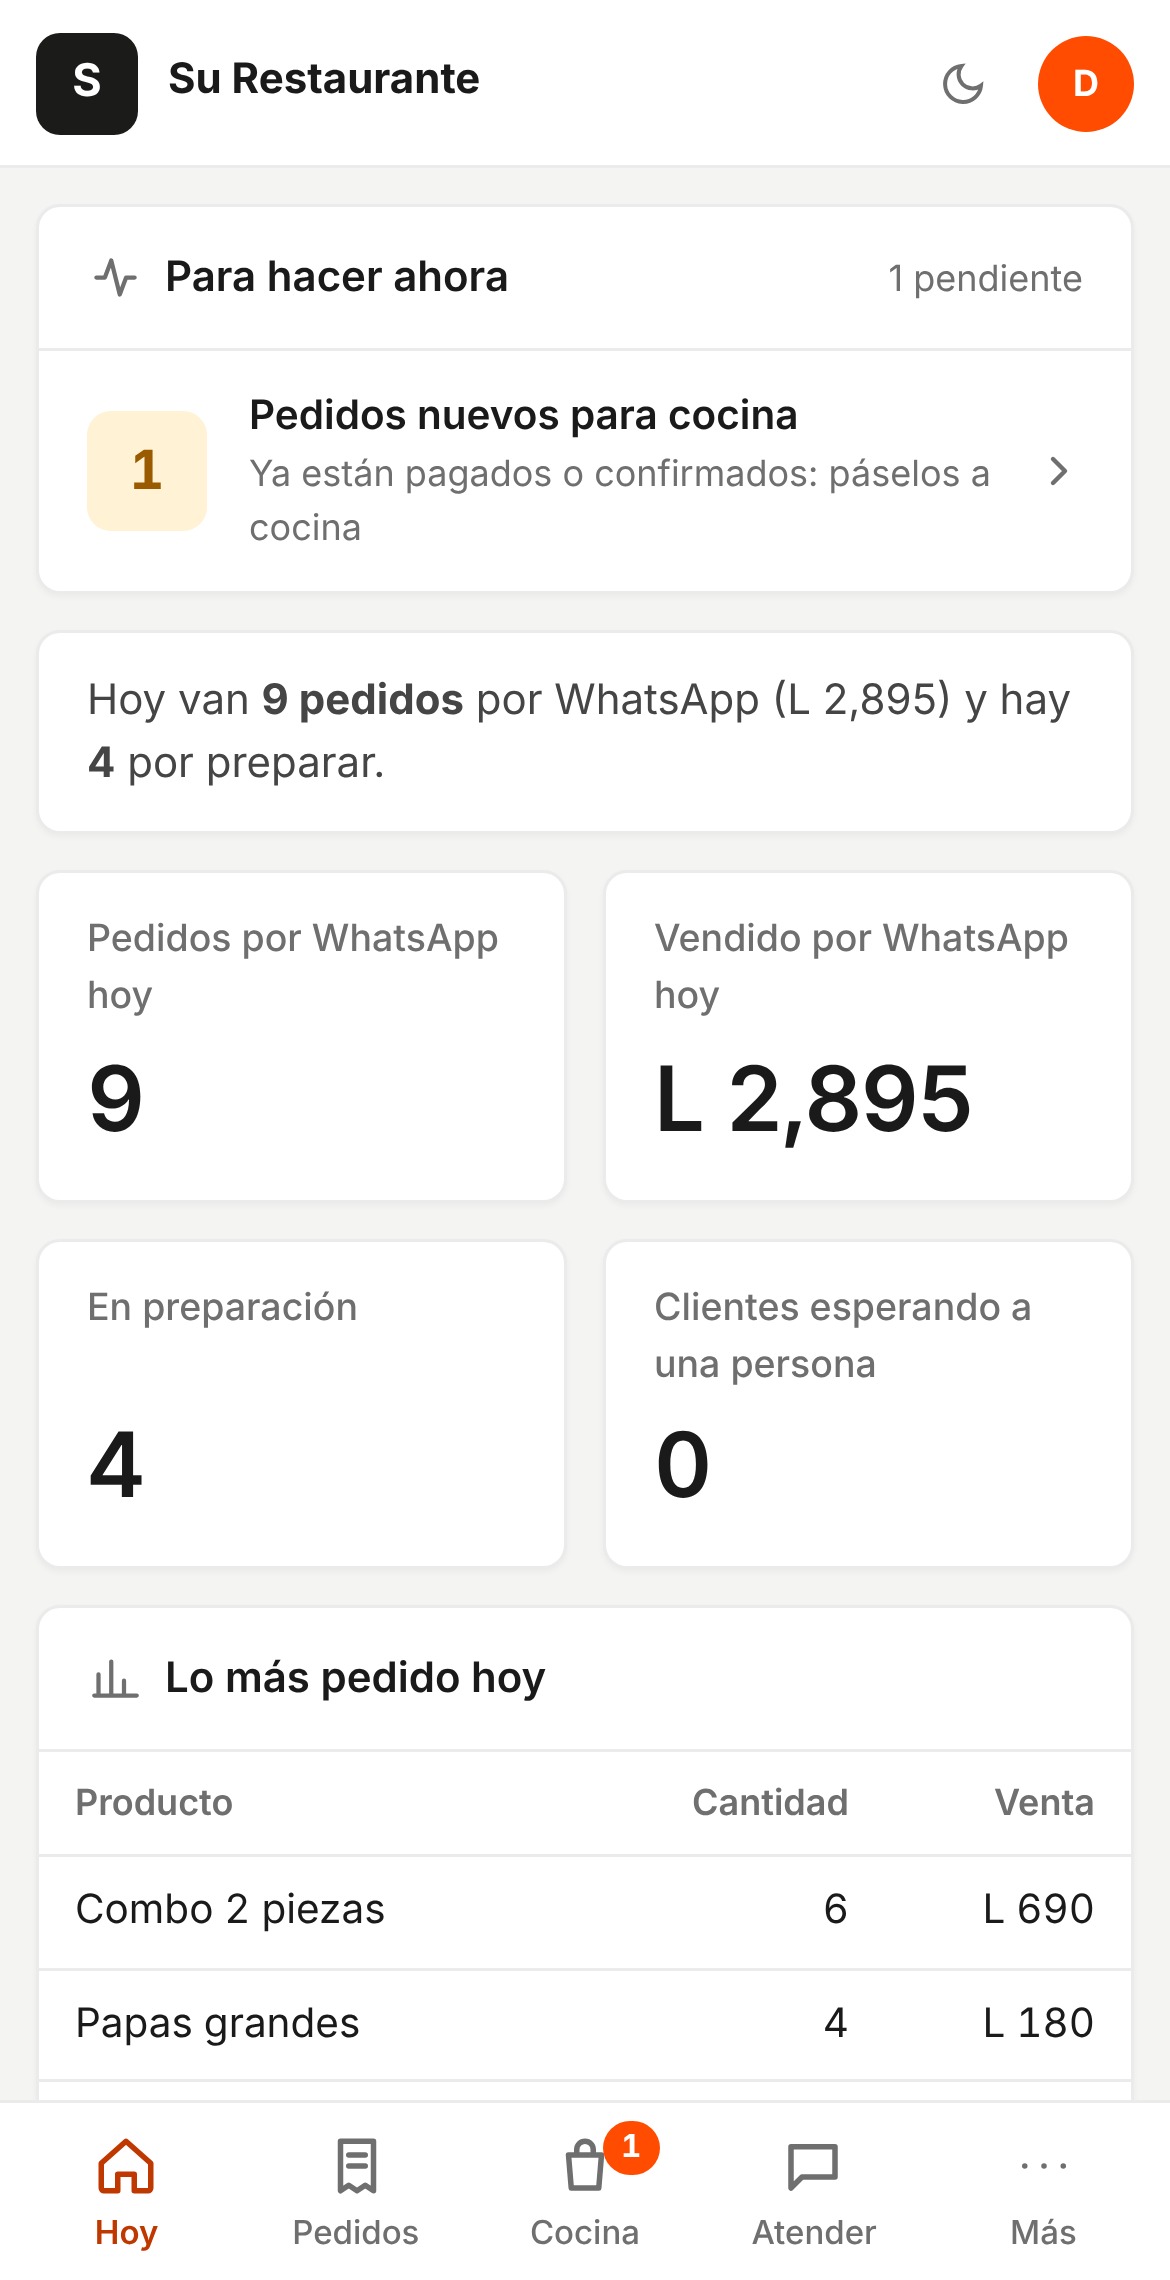 S
Su Restaurante
D
Para hacer ahora
1 pendiente
1
Pedidos nuevos para cocina
Ya están pagados o confirmados: páselos a
cocina
Hoy van 9 pedidos por WhatsApp (L 2,895) y hay
4 por preparar.
Pedidos por WhatsApp
hoy
9
Vendido por WhatsApp
hoy
L 2,895
En preparación
4
Clientes esperando a
una persona
0
Lo más pedido hoy
Producto Cantidad Venta
Combo 2 piezas 6 L 690
Papas grandes 4 L 180
1
Hoy Pedidos Cocina Atender Más